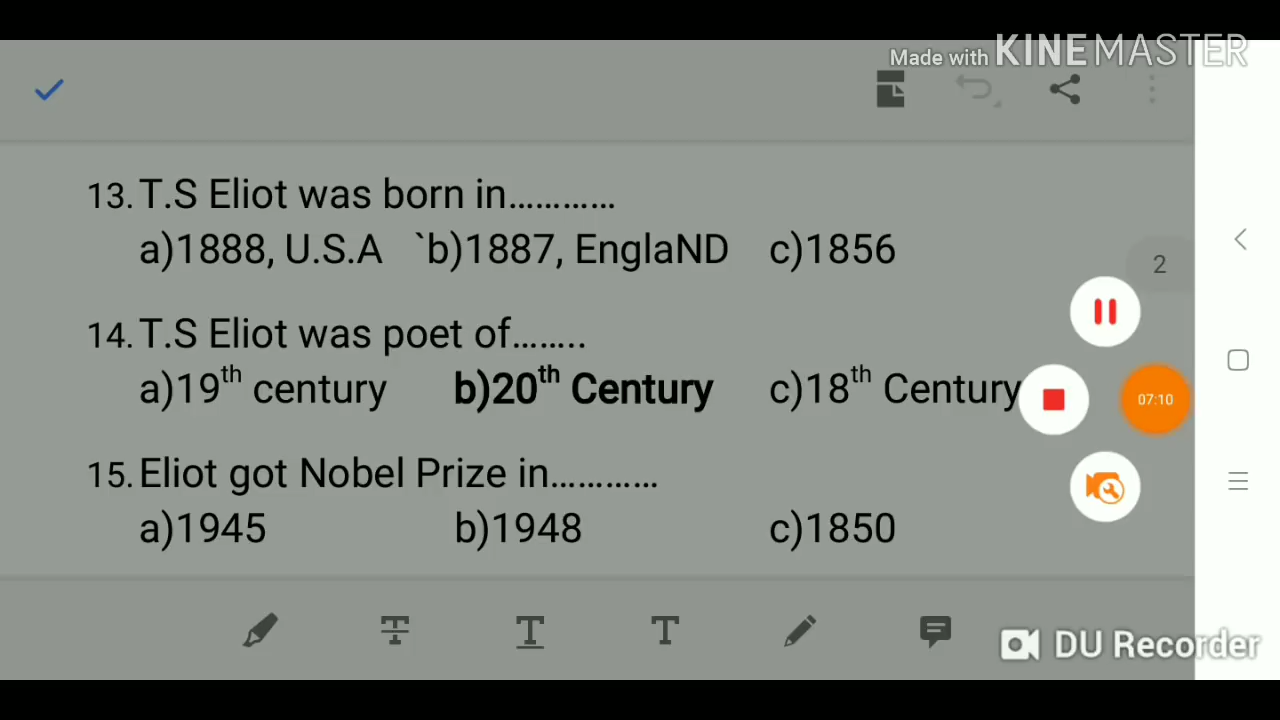 Made with KINEMASTER
13. T.S Eliot was born in............
a)1888, U.S.A `b)1887, EnglaND c)1856
2
14. T.S Eliot was poet of........
a)19th century b)20th Century c)18th Century
07:10
15. Eliot got Nobel Prize in............
a)1945 b)1948 c)1850
T T T
DU Recorder